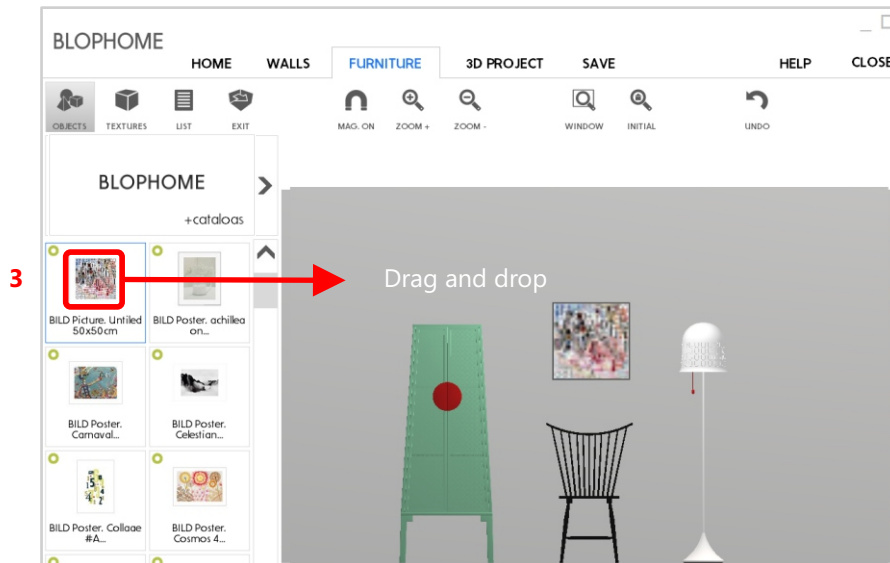 BLOPHOME
HOME WALLS FURNITURE 3D PROJECT SAVE HELP CLOSE
OBJECTS TEXTURES LIST EXIT MAG. ON ZOOM + ZOOM - WINDOW INITIAL UNDO
BLOPHOME
+cataloas
3
Drag and drop
BILD Picture. Untiled
50x50cm
BILD Poster. achillea
on...
BILD Poster.
Carnaval...
BILD Poster.
Celestian...
BILD Poster. Collage
#A...
BILD Poster.
Cosmos 4...